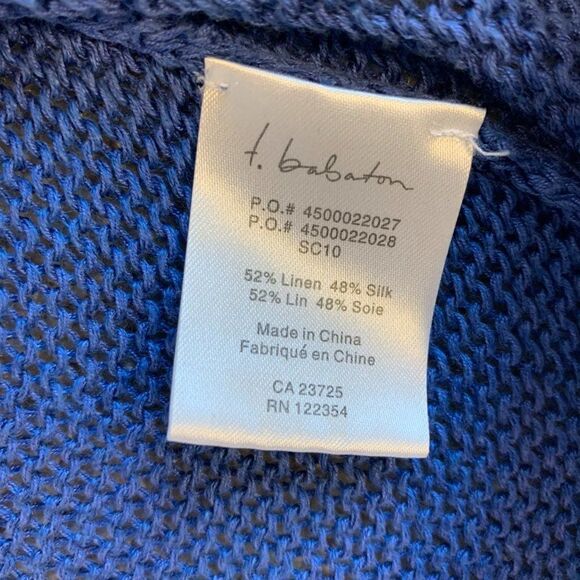 t. babaton
P.O.# 4500022027
P.O.# 4500022028
SC10
52% Linen 48% Silk
52% Lin 48% Soie
Made in China
Fabriqué en Chine
CA 23725
RN 122354